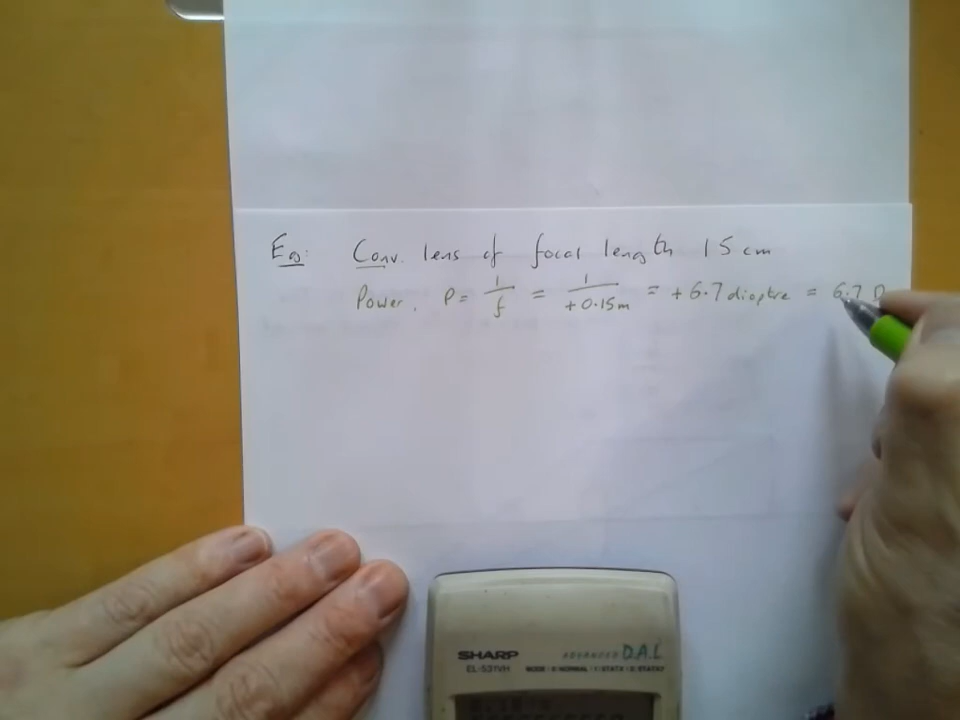 Eg: Conv. lens of focal length 15 cm
Power, P = 1/f = 1/+0.15m = +6.7 dioptre = 6.7 D
SHARP ADVANCED D.A.L
EL-531VH